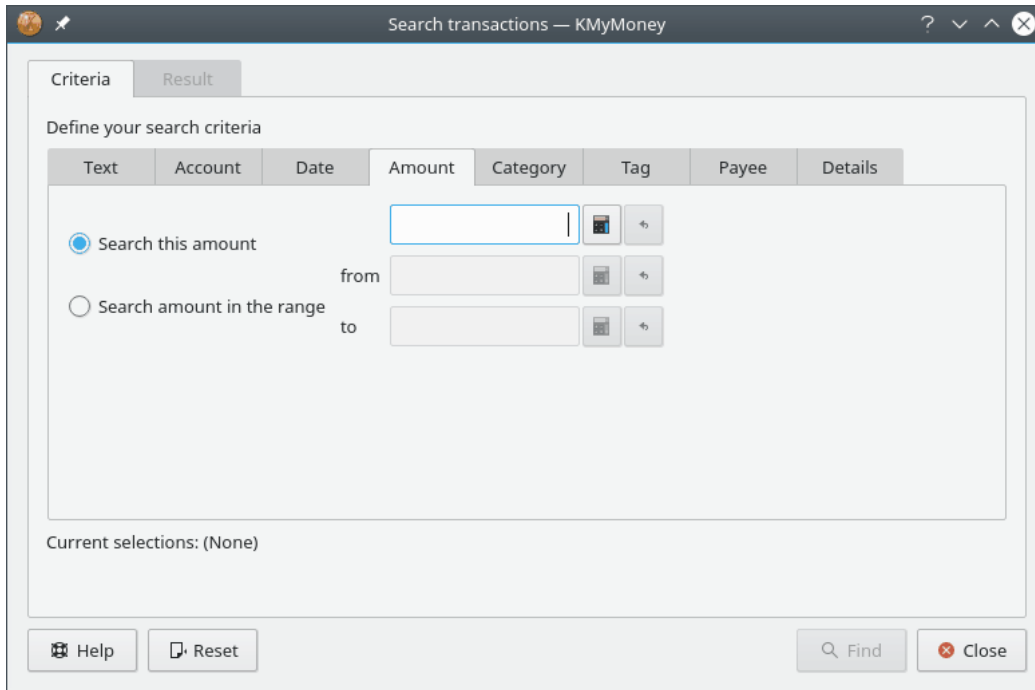 Search transactions — KMyMoney
Criteria Result
Define your search criteria
Text Account Date Amount Category Tag Payee Details
Search this amount
from
Search amount in the range
to
Current selections: (None)
Help Reset Find Close